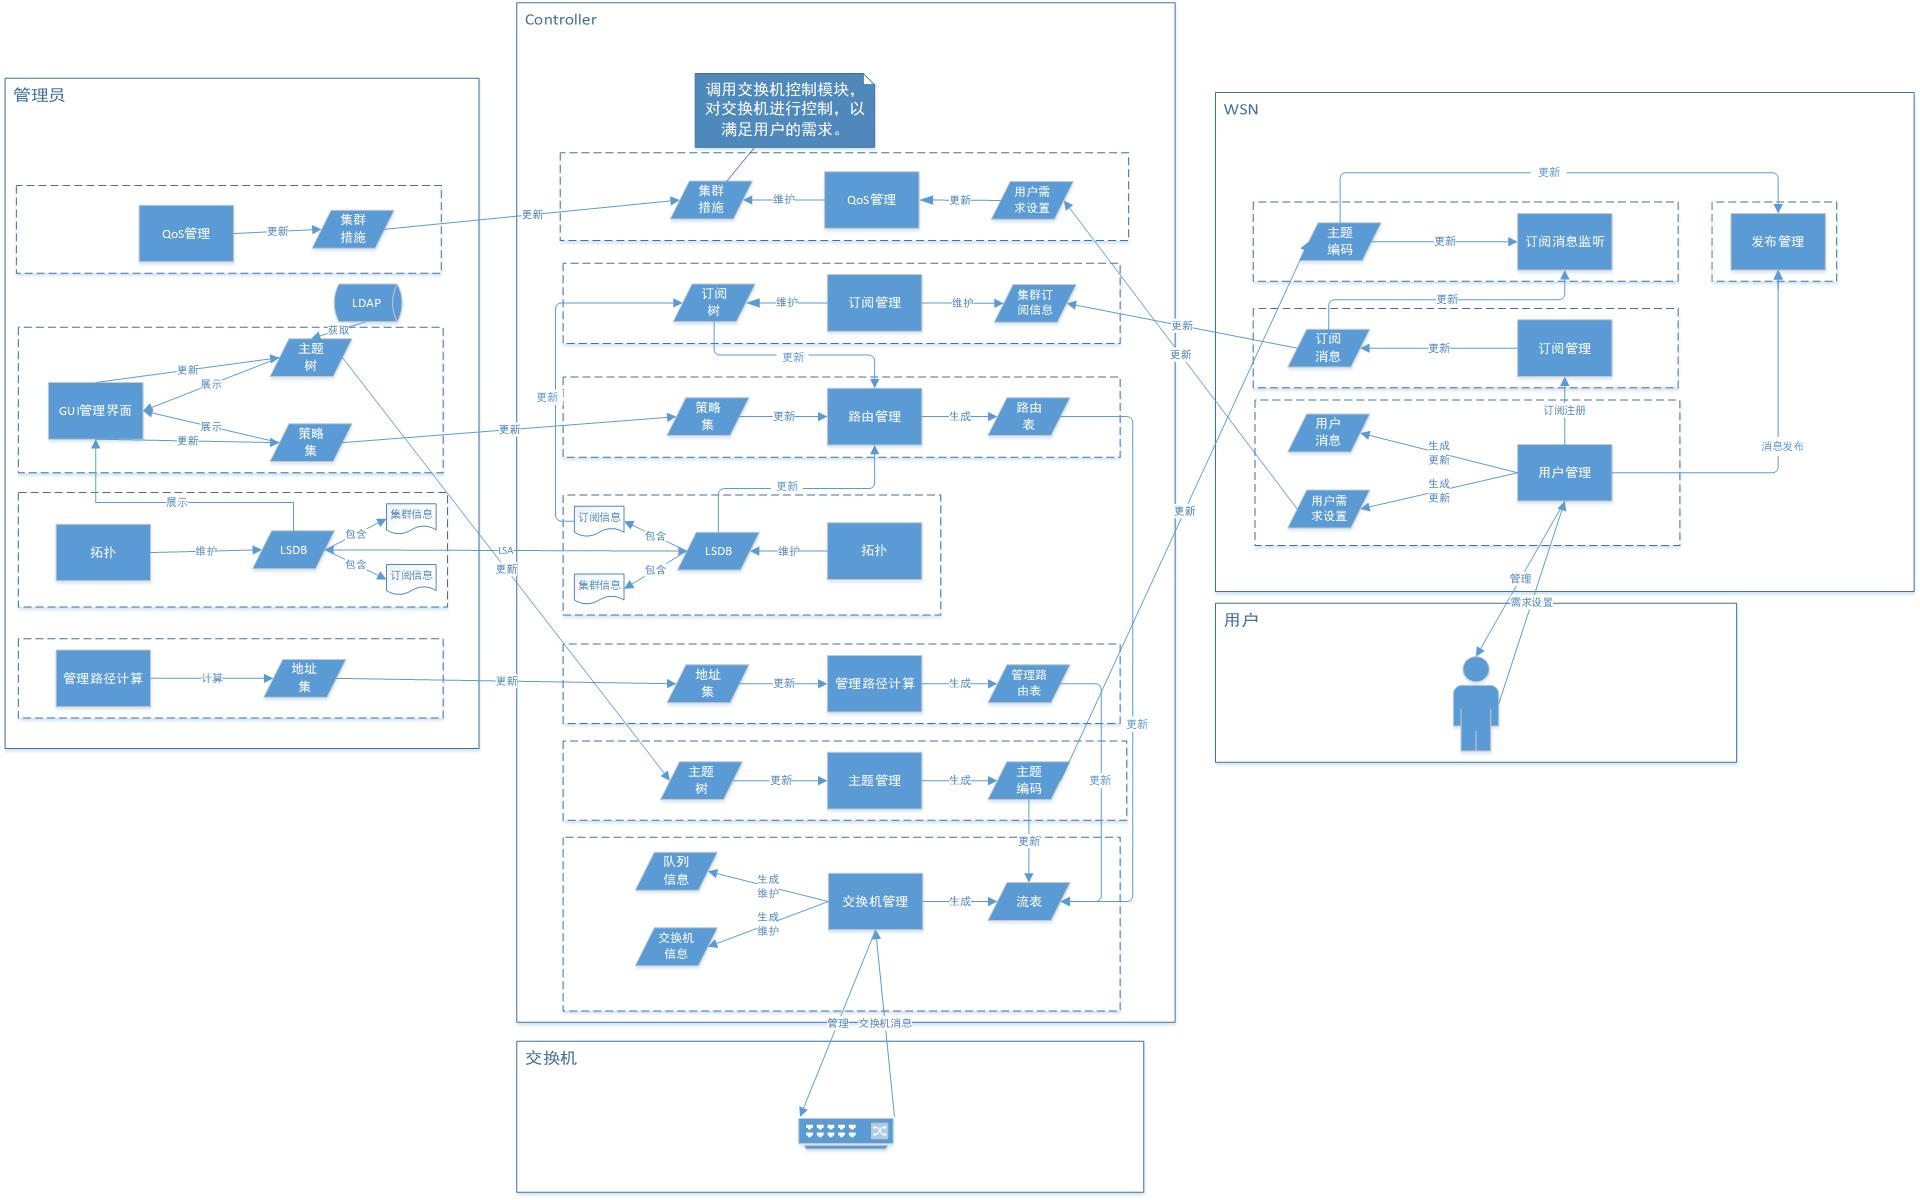 Controller
管理员
WSN
调用交换机控制模块，
对交换机进行控制，以
满足用户的需求。
QoS管理
更新
集群
措施
更新
集群
措施
维护
QoS管理
更新
用户需
求设置
LDAP
获取
主题
树
更新
展示
GUI管理界面
展示
更新
策略
集
更新
订阅
树
维护
订阅管理
维护
集群订
阅信息
更新
更新
更新
更新
策略
集
更新
路由管理
生成
路由
表
更新
展示
拓扑
维护
LSDB
包含
集群信息
包含
订阅信息
LSA
更新
订阅信息
包含
集群信息
包含
LSDB
维护
拓扑
管理路径计算
计算
地址
集
更新
地址
集
更新
管理路径计算
生成
管理路
由表
更新
主题
树
更新
主题管理
生成
主题
编码
更新
更新
更新
队列
信息
生成
维护
交换机
信息
生成
维护
交换机管理
生成
流表
管理
交换机消息
交换机
更新
主题
编码
更新
订阅消息监听
发布管理
更新
订阅
消息
更新
订阅管理
订阅注册
用户
消息
生成
更新
用户需
求设置
生成
更新
用户管理
消息发布
管理
需求设置
用户